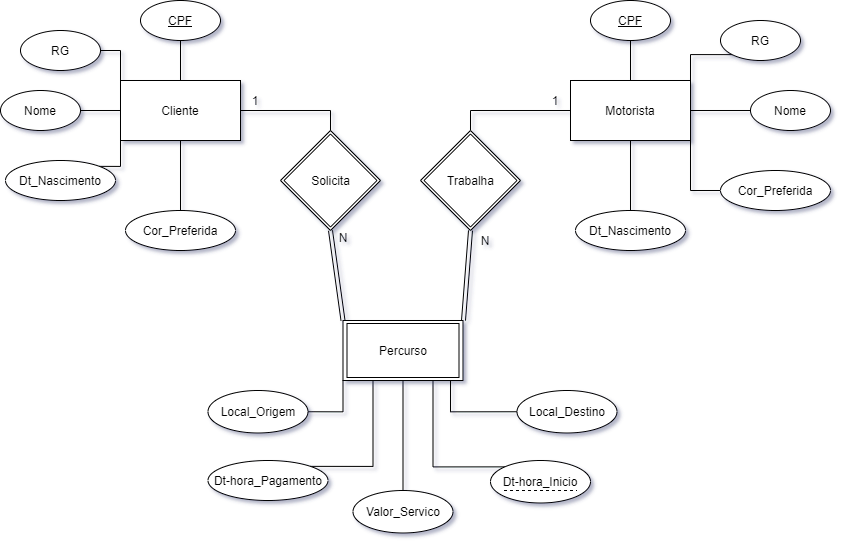 CPF
CPF
RG
RG
Nome
Cliente
1
1
Motorista
Nome
Dt_Nascimento
Solicita
Trabalha
Cor_Preferida
Cor_Preferida
Dt_Nascimento
N
N
Percurso
Local_Origem
Local_Destino
Dt-hora_Pagamento
Dt-hora_Inicio
Valor_Servico